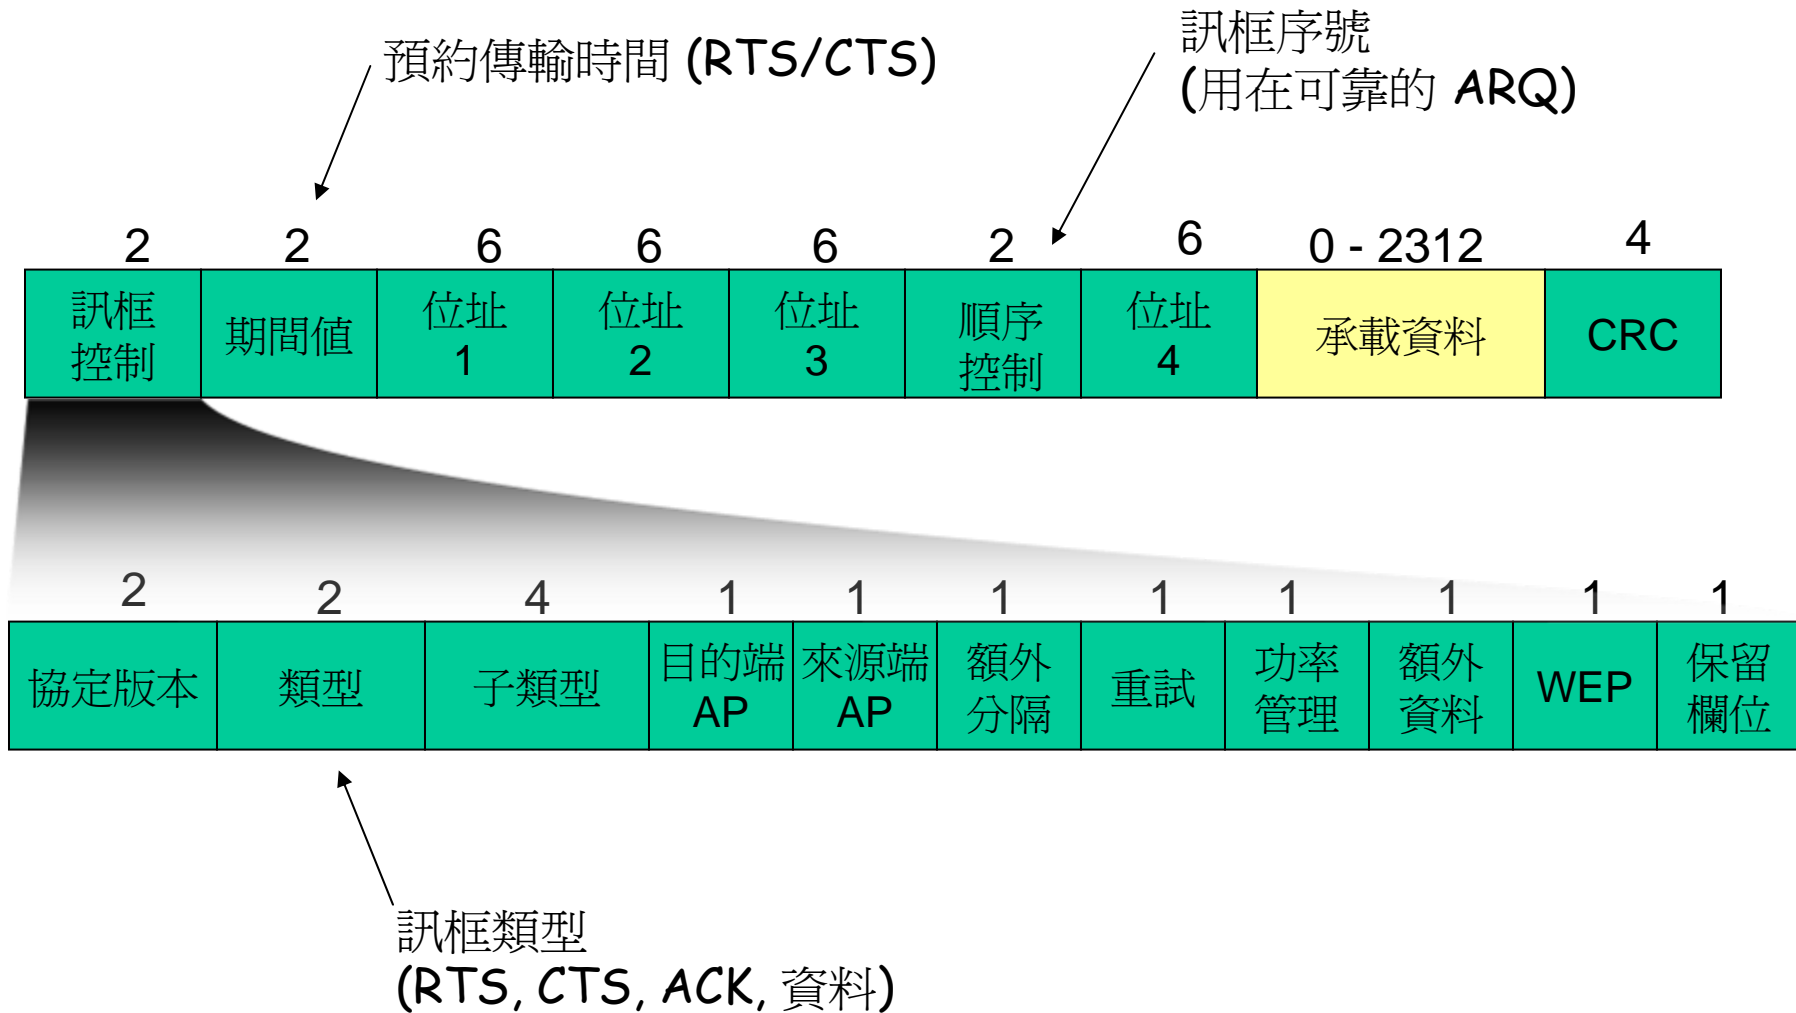 預約傳輸時間 (RTS/CTS)
訊框序號
(用在可靠的 ARQ)
2 2 6 6 6 2 6 0 - 2312 4
訊框
控制
期間值
位址
1
位址
2
位址
3
順序
控制
位址
4
承載資料
CRC
2 2 4 1 1 1 1 1 1 1 1
協定版本
類型
子類型
目的端
AP
來源端
AP
額外
分隔
重試
功率
管理
額外
資料
WEP
保留
欄位
訊框類型
(RTS, CTS, ACK, 資料)